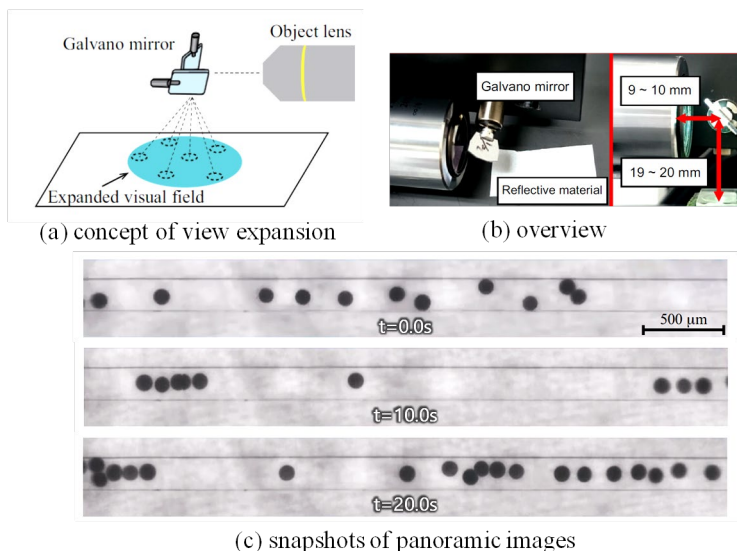 Galvano mirror
Object lens
Expanded visual field
(a) concept of view expansion
Galvano mirror
Reflective material
9 ~ 10 mm
19 ~ 20 mm
(b) overview
t=0.0s
500 μm
t=10.0s
t=20.0s
(c) snapshots of panoramic images